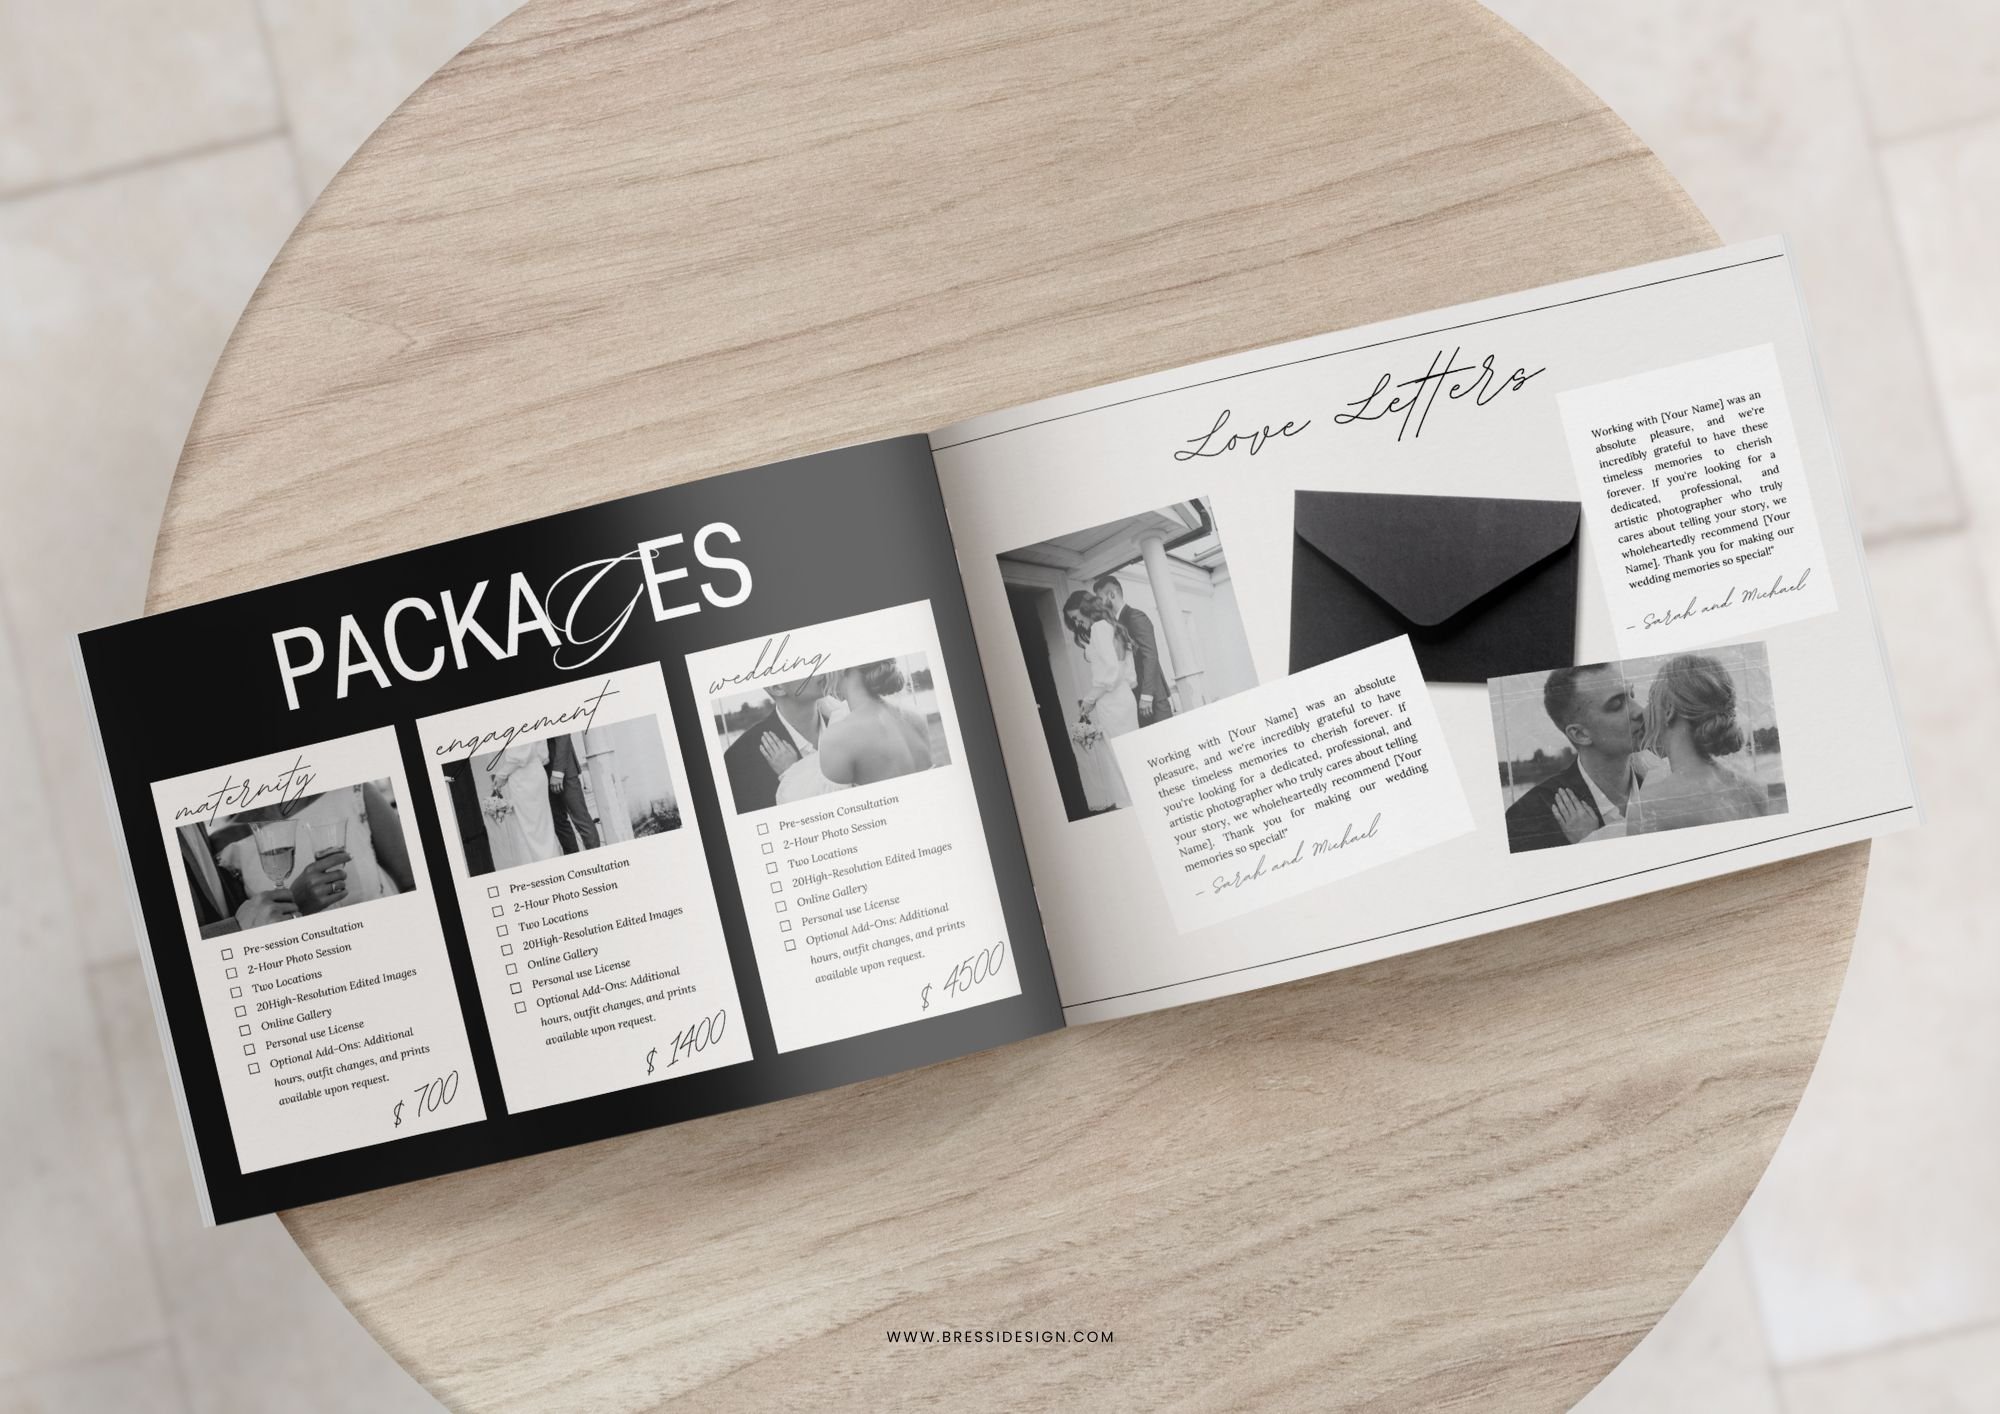 PACKAGES
maternity
Pre-session Consultation
2-Hour Photo Session
Two Locations
20High-Resolution Edited Images
Online Gallery
Personal use License
Optional Add-Ons: Additional
hours, outfit changes, and prints
available upon request.
$ 700
engagement
Pre-session Consultation
2-Hour Photo Session
Two Locations
20High-Resolution Edited Images
Online Gallery
Personal use License
Optional Add-Ons: Additional
hours, outfit changes, and prints
available upon request.
$ 1400
wedding
Pre-session Consultation
2-Hour Photo Session
Two Locations
20High-Resolution Edited Images
Online Gallery
Personal use License
Optional Add-Ons: Additional
hours, outfit changes, and prints
available upon request.
$ 4500
Love Letters
Working with [Your Name] was an absolute
pleasure, and we're incredibly grateful to have
these timeless memories to cherish forever. If
you're looking for a dedicated, professional, and
artistic photographer who truly cares about telling
your story, we wholeheartedly recommend [Your
Name]. Thank you for making our wedding
memories so special!"
– Sarah and Michael
Working with [Your Name] was an
absolute pleasure, and we're
incredibly grateful to have these
timeless memories to cherish
forever. If you're looking for a
dedicated, professional, and
artistic photographer who truly
cares about telling your story, we
wholeheartedly recommend [Your
Name]. Thank you for making our
wedding memories so special!"
– Sarah and Michael
WWW.BRESSIDESIGN.COM